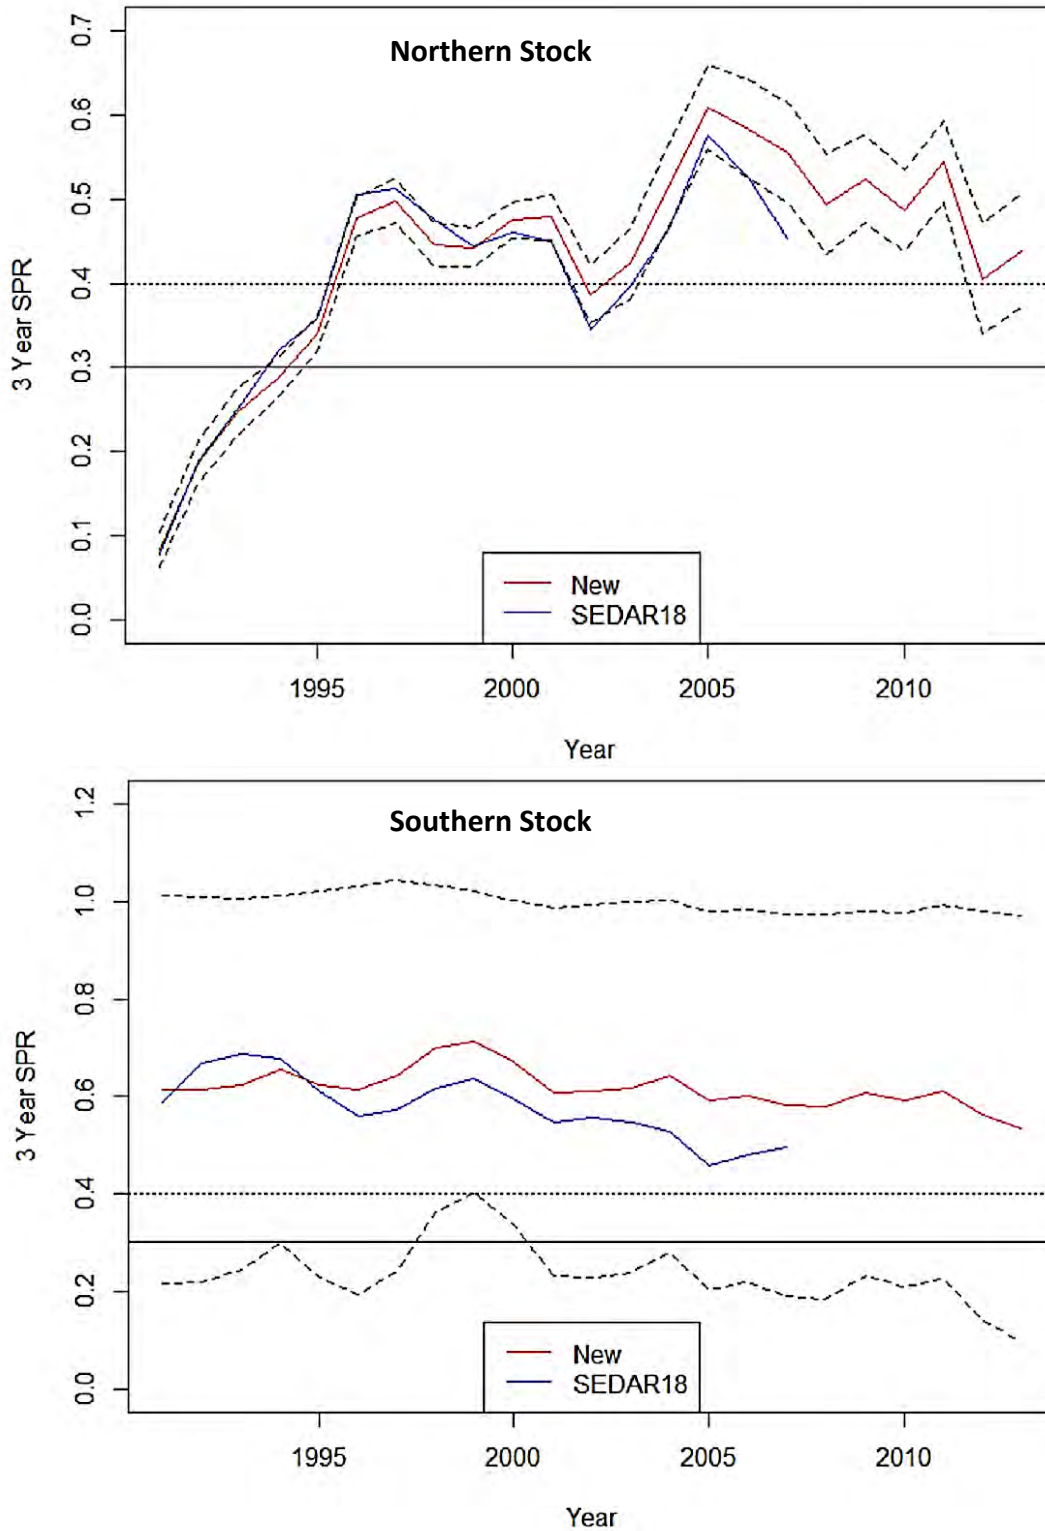 Northern Stock
0.7
0.6
0.5
0.4
0.3
0.2
0.1
0.0
3 Year SPR
New
SEDAR18
1995 2000 2005 2010
Year
Southern Stock
1.2
1.0
0.8
0.6
0.4
0.2
0.0
3 Year SPR
New
SEDAR18
1995 2000 2005 2010
Year